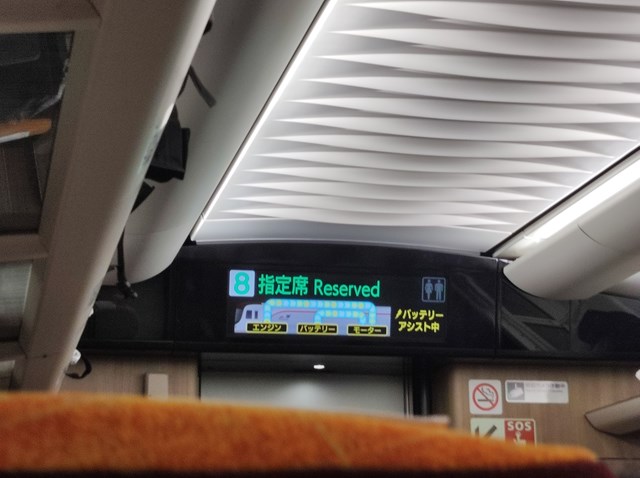 8 指定席 Reserved
エンジン バッテリー モーター
バッテリー
アシスト中
SOS